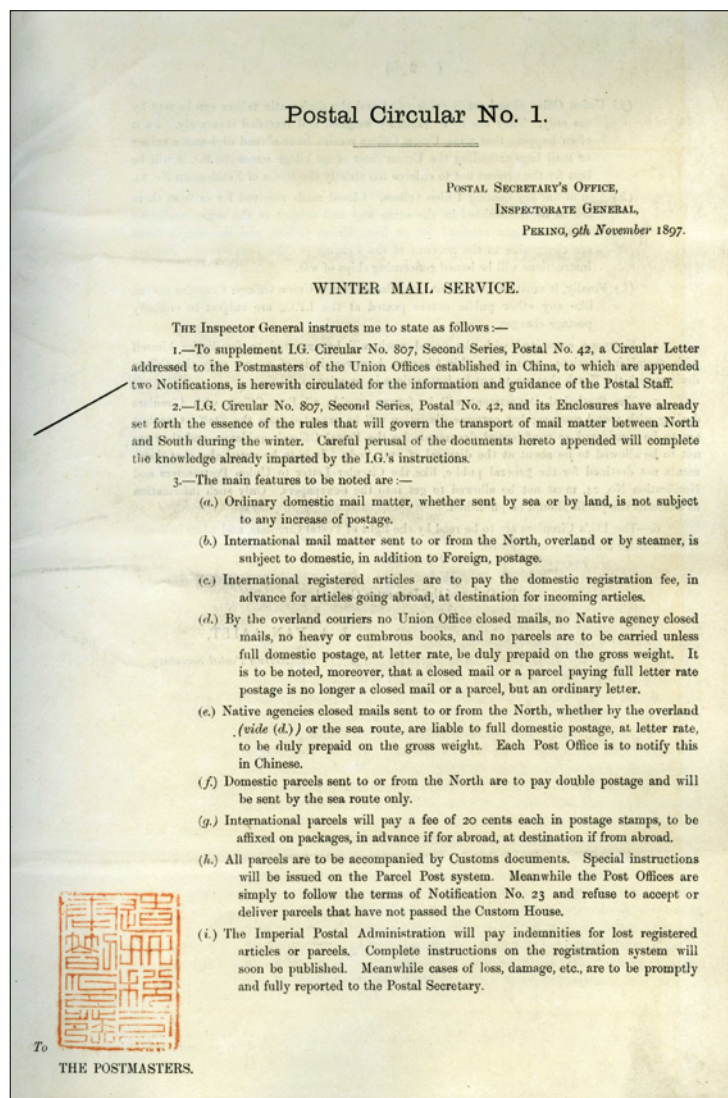 Postal Circular No. 1.
POSTAL SECRETARY'S OFFICE,
INSPECTORATE GENERAL,
PEKING, 9th November 1897.
WINTER MAIL SERVICE.
THE Inspector General instructs me to state as follows:—
1.—To supplement I.G. Circular No. 807, Second Series, Postal No. 42, a Circular Letter
addressed to the Postmasters of the Union Offices established in China, to which are appended
two Notifications, is herewith circulated for the information and guidance of the Postal Staff.
2.—I.G. Circular No. 807, Second Series, Postal No. 42, and its Enclosures have already
set forth the essence of the rules that will govern the transport of mail matter between North
and South during the winter. Careful perusal of the documents hereto appended will complete
the knowledge already imparted by the I.G.'s instructions.
3.—The main features to be noted are:—
(a.) Ordinary domestic mail matter, whether sent by sea or by land, is not subject
to any increase of postage.
(b.) International mail matter sent to or from the North, overland or by steamer, is
subject to domestic, in addition to Foreign, postage.
(c.) International registered articles are to pay the domestic registration fee, in
advance for articles going abroad, at destination for incoming articles.
(d.) By the overland couriers no Union Office closed mails, no Native agency closed
mails, no heavy or cumbrous books, and no parcels are to be carried unless
full domestic postage, at letter rate, be duly prepaid on the gross weight. It
is to be noted, moreover, that a closed mail or a parcel paying full letter rate
postage is no longer a closed mail or a parcel, but an ordinary letter.
(e.) Native agencies closed mails sent to or from the North, whether by the overland
(vide (d.)) or the sea route, are liable to full domestic postage, at letter rate,
to be duly prepaid on the gross weight. Each Post Office is to notify this
in Chinese.
(f.) Domestic parcels sent to or from the North are to pay double postage and will
be sent by the sea route only.
(g.) International parcels will pay a fee of 20 cents each in postage stamps, to be
affixed on packages, in advance if for abroad, at destination if from abroad.
(h.) All parcels are to be accompanied by Customs documents. Special instructions
will be issued on the Parcel Post system. Meanwhile the Post Offices are
simply to follow the terms of Notification No. 23 and refuse to accept or
deliver parcels that have not passed the Custom House.
(i.) The Imperial Postal Administration will pay indemnities for lost registered
articles or parcels. Complete instructions on the registration system will
soon be published. Meanwhile cases of loss, damage, etc., are to be promptly
and fully reported to the Postal Secretary.
To
THE POSTMASTERS.